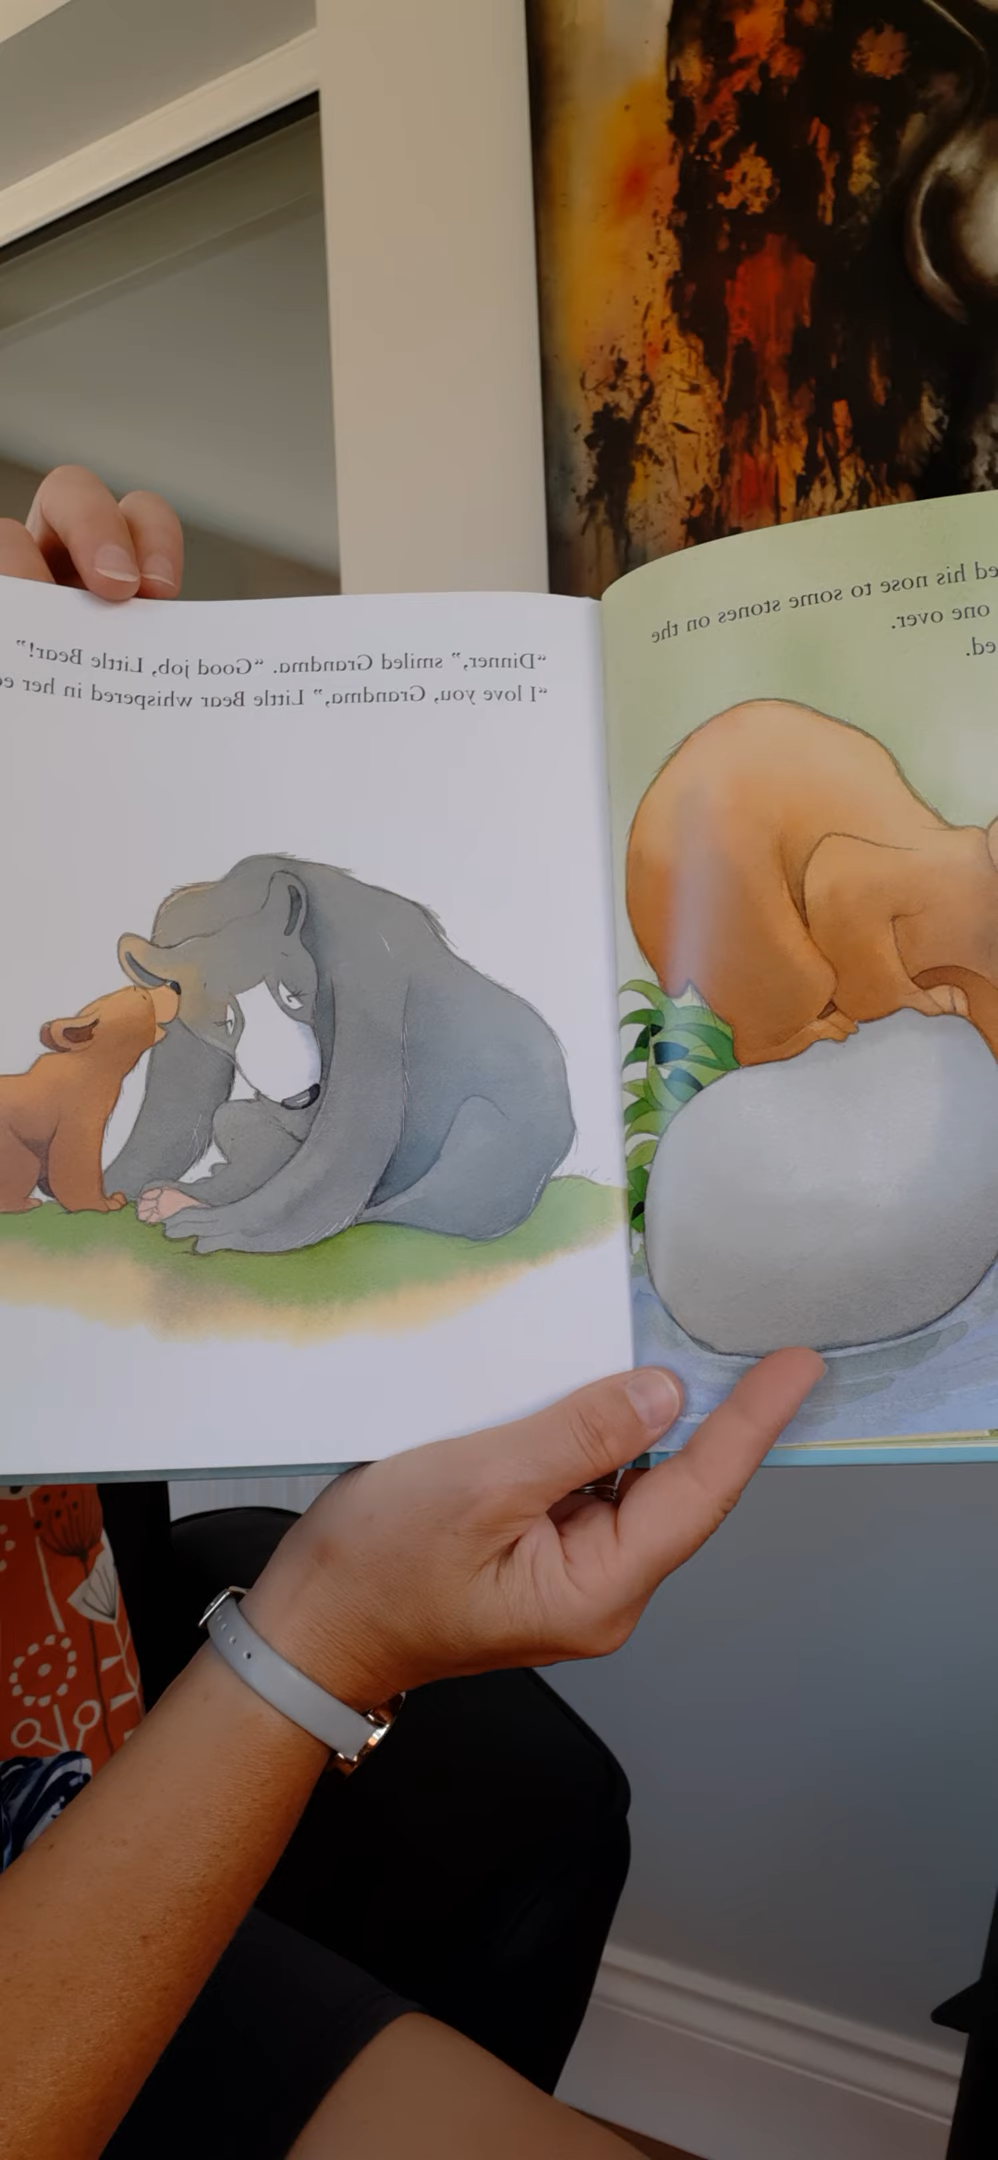 ed his nose to some stones on the
one over.
ed.
“Dinner,” smiled Grandma. “Good job, Little Bear!”
“I love you, Grandma,” Little Bear whispered in her